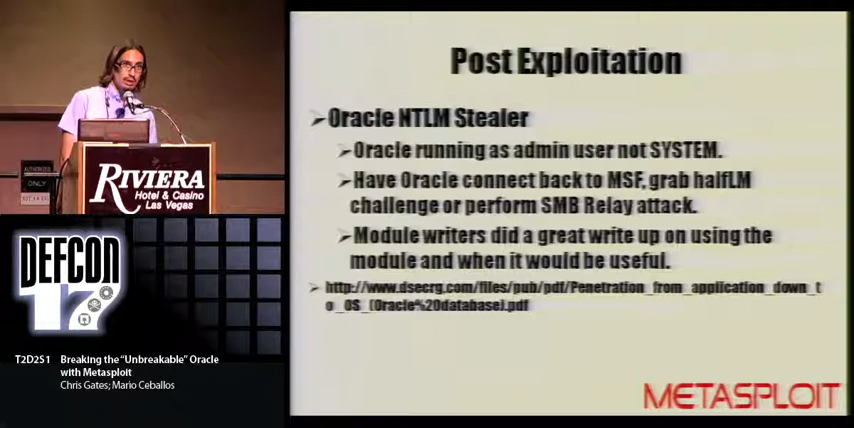 Post Exploitation
➢Oracle NTLM Stealer
➢Oracle running as admin user not SYSTEM.
➢Have Oracle connect back to MSF, grab halfLM
challenge or perform SMB Relay attack.
➢Module writers did a great write up on using the
module and when it would be useful.
➢ http://www.dsecrg.com/files/pub/pdf/Penetration_from_application_down_t
o_OS_(Oracle%20database).pdf
METASPLOIT
AUTHORIZED
ONLY
RIVIERA
Hotel & Casino
Las Vegas
DEFCON
17
T2D2S1 Breaking the “Unbreakable” Oracle
with Metasploit
Chris Gates; Mario Ceballos